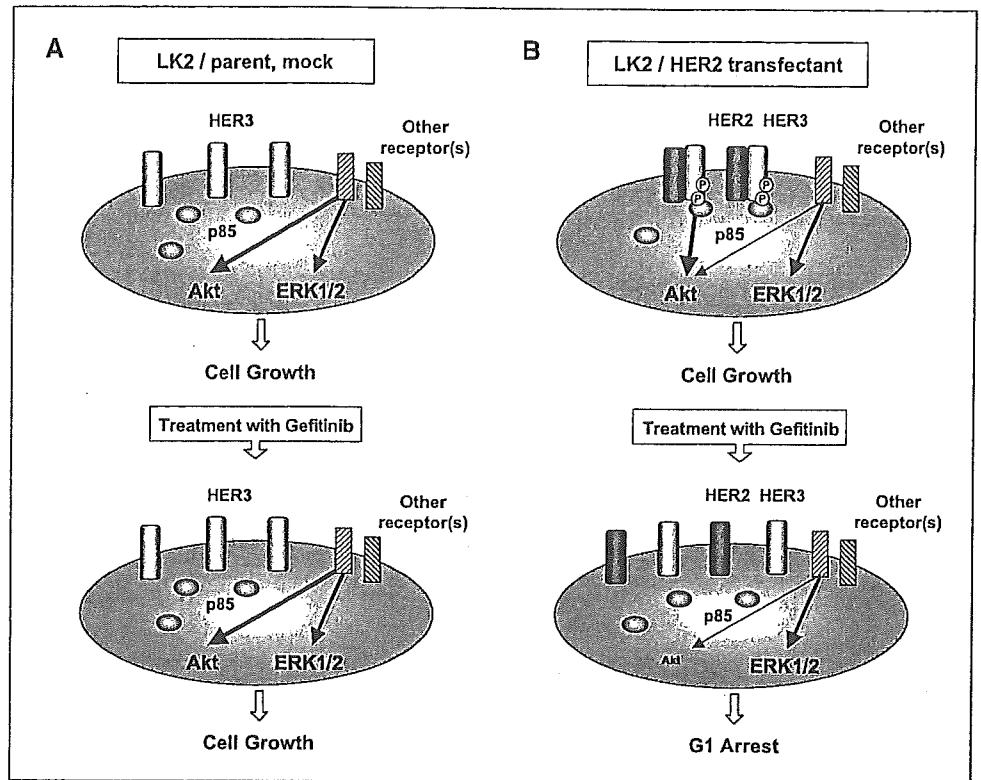 A
LK2 / parent, mock
HER3
Other
receptor(s)
p85
Akt
ERK1/2
Cell Growth
Treatment with Gefitinib
HER3
Other
receptor(s)
p85
Akt
ERK1/2
Cell Growth
B
LK2 / HER2 transfectant
HER2 HER3
Other
receptor(s)
P
P
P
P
p85
Akt
ERK1/2
Cell Growth
Treatment with Gefitinib
HER2 HER3
Other
receptor(s)
p85
Akt
ERK1/2
G1 Arrest